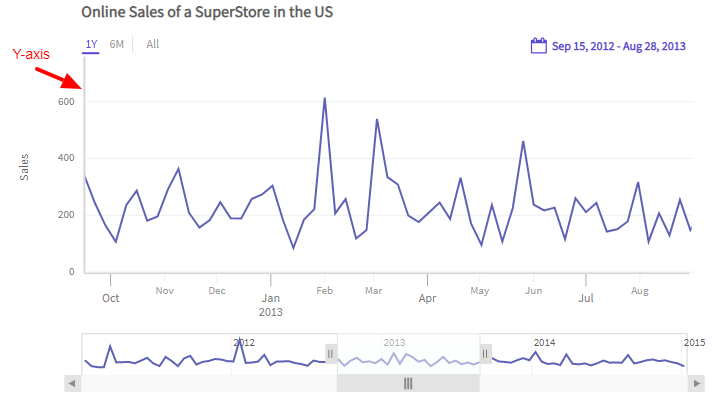 Online Sales of a SuperStore in the US
Y-axis
1Y 6M All
Sep 15, 2012 - Aug 28, 2013
600
400
200
0
Sales
Oct Nov Dec Jan Feb Mar Apr May Jun Jul Aug
2013
2012 2013 2014 2015